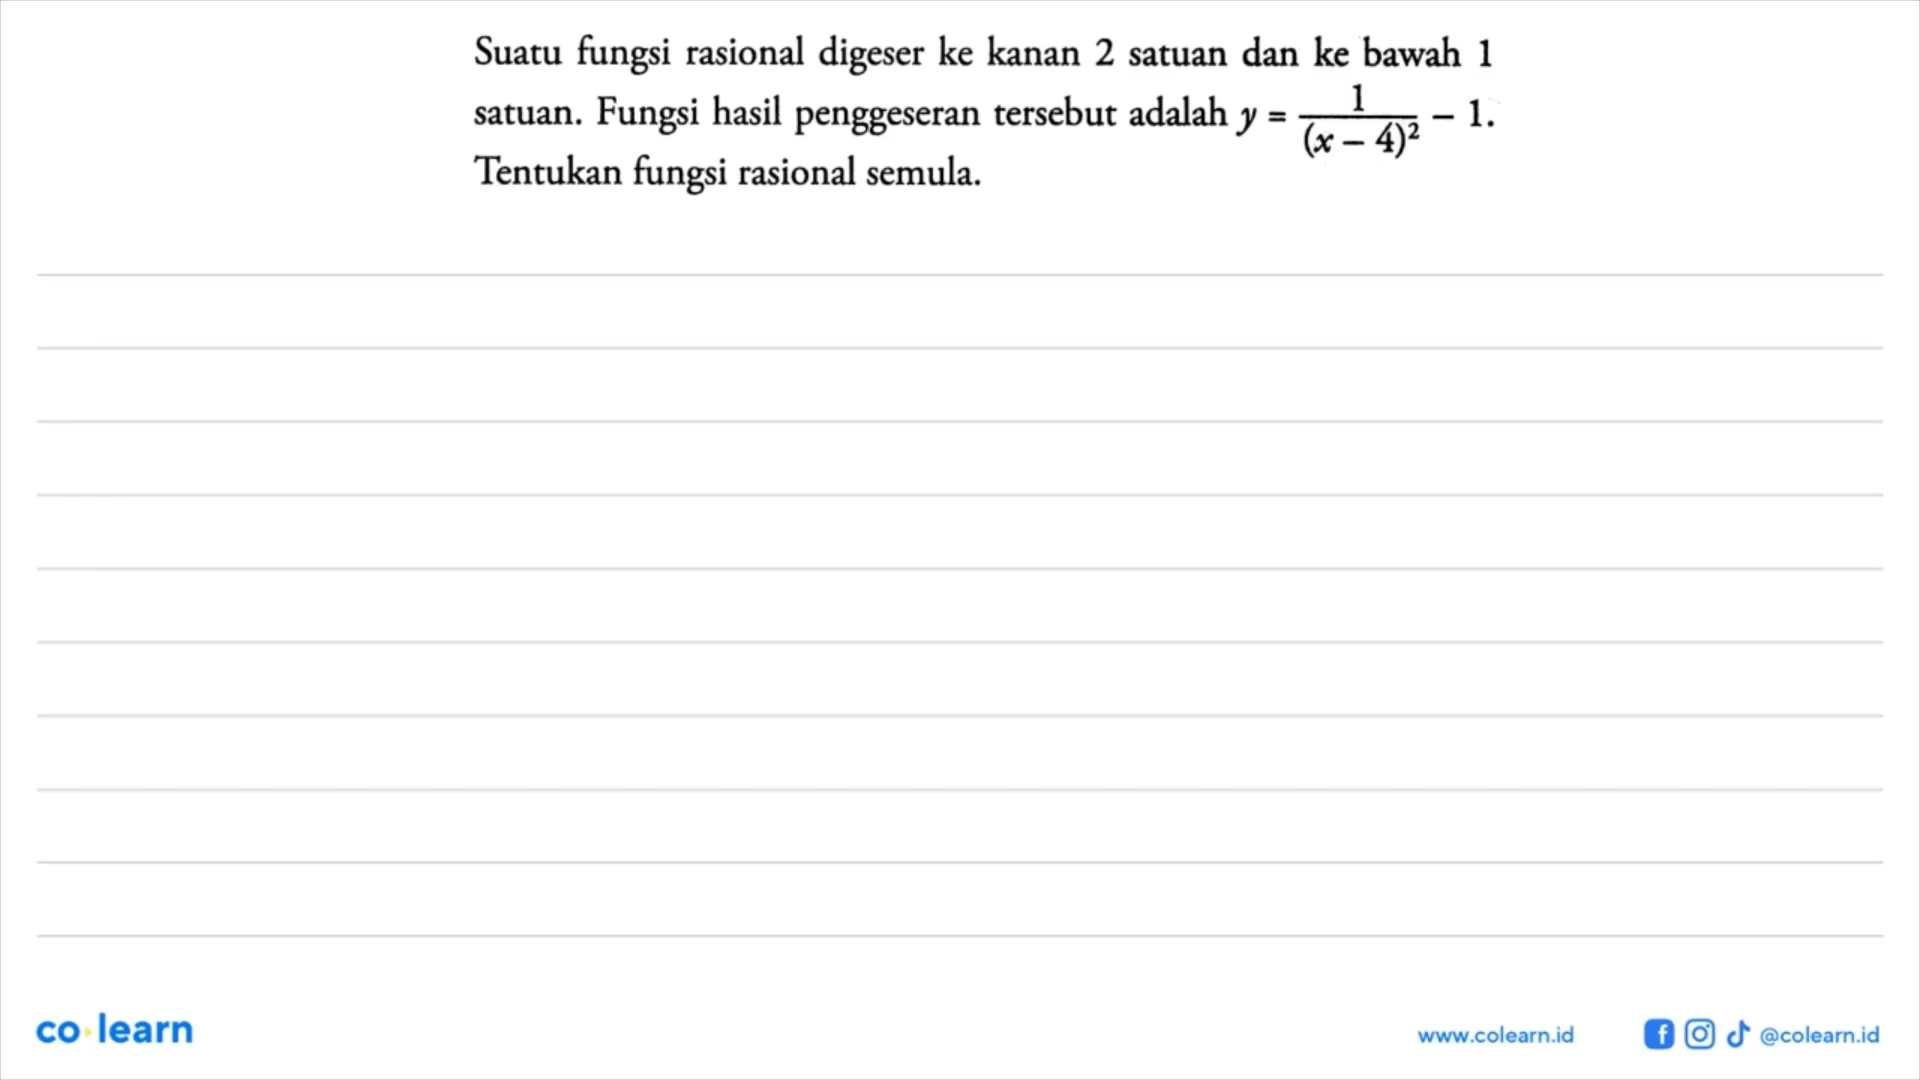 Suatu fungsi rasional digeser ke kanan 2 satuan dan ke bawah 1
satuan. Fungsi hasil penggeseran tersebut adalah y = \frac{1}{(x – 4)²} – 1.
Tentukan fungsi rasional semula.
co learn
www.colearn.id
@colearn.id